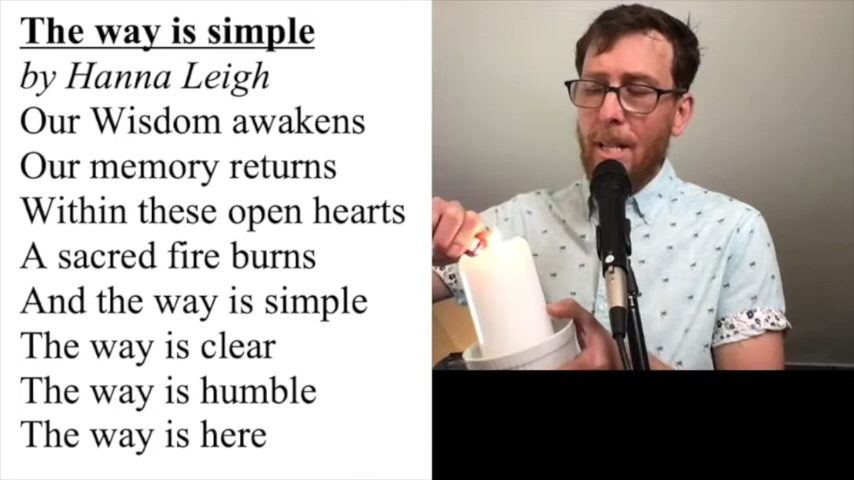 The way is simple
by Hanna Leigh
Our Wisdom awakens
Our memory returns
Within these open hearts
A sacred fire burns
And the way is simple
The way is clear
The way is humble
The way is here